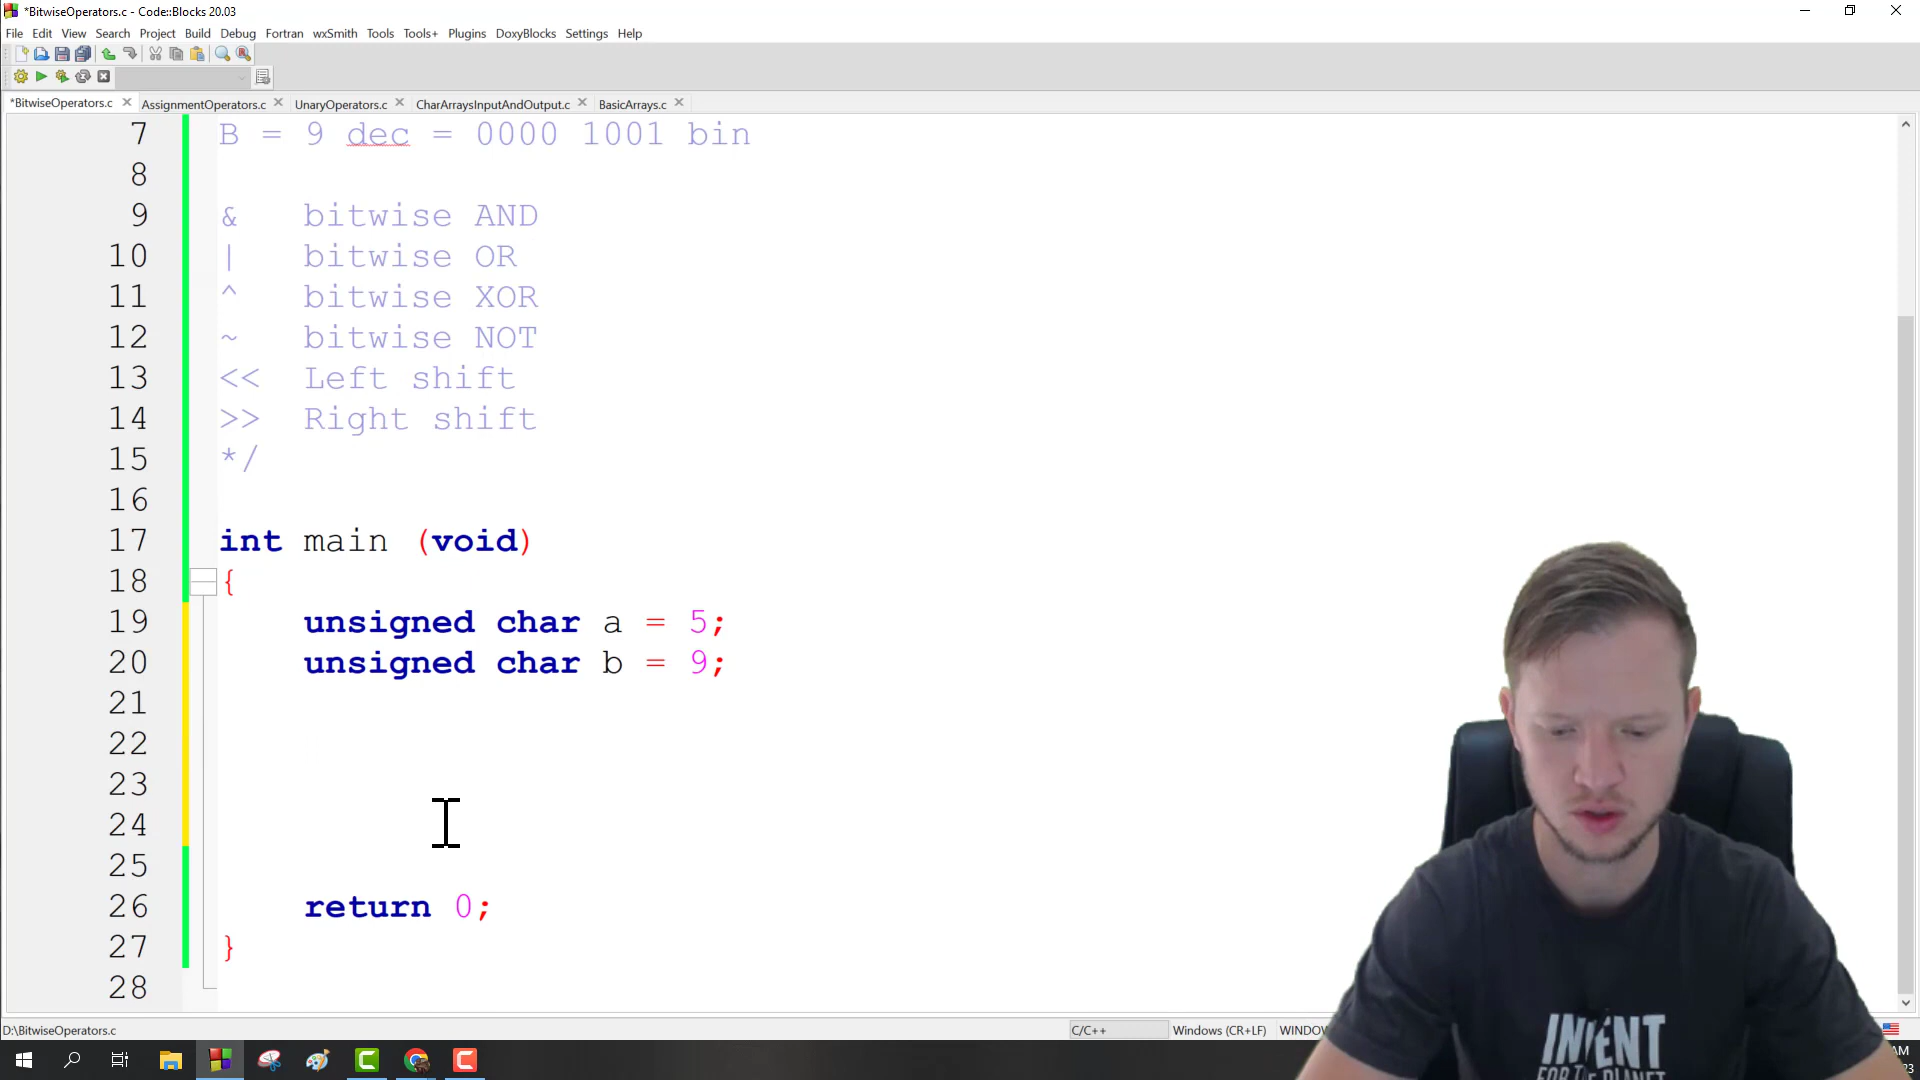 *BitwiseOperators.c - Code::Blocks 20.03
File Edit View Search Project Build Debug Fortran wxSmith Tools Tools+ Plugins DoxyBlocks Settings Help
*BitwiseOperators.c AssignmentOperators.c UnaryOperators.c CharArraysInputAndOutput.c BasicArrays.c
7 B = 9 dec = 0000 1001 bin
8
9 & bitwise AND
10 | bitwise OR
11 ^ bitwise XOR
12 ~ bitwise NOT
13 << Left shift
14 >> Right shift
15 */
16
17 int main (void)
18 {
19 unsigned char a = 5;
20 unsigned char b = 9;
21
22
23
24
25
26 return 0;
27 }
28
INVENT
FOR THE PLANET
D:\BitwiseOperators.c C/C++ Windows (CR+LF)